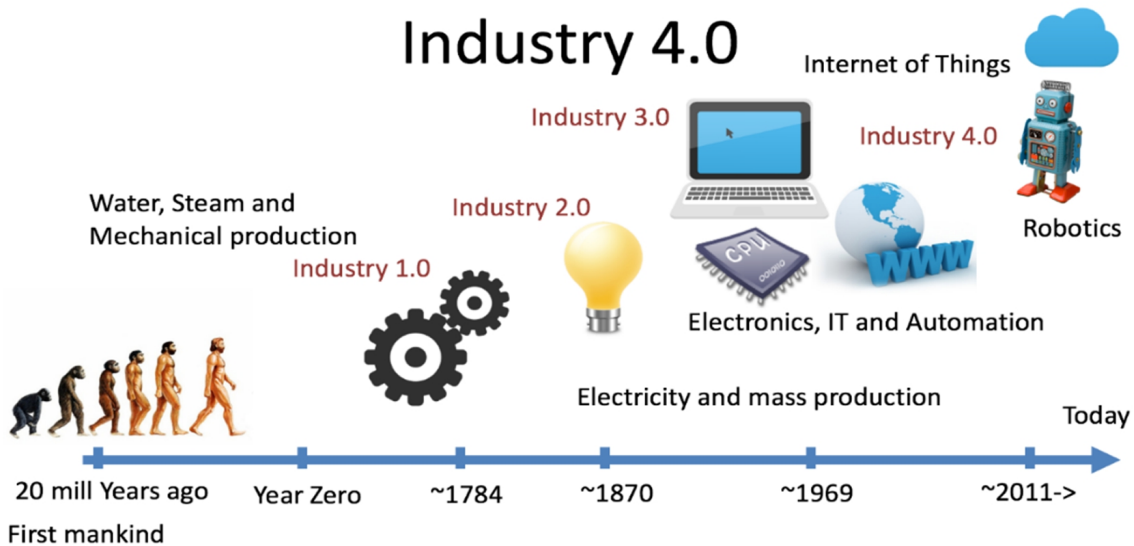 Industry 4.0
Internet of Things
Industry 3.0
Industry 4.0
Water, Steam and
Mechanical production
Industry 2.0
Robotics
Industry 1.0
CPU
WWW
Electronics, IT and Automation
Electricity and mass production
Today
20 mill Years ago
Year Zero
~1784
~1870
~1969
~2011->
First mankind